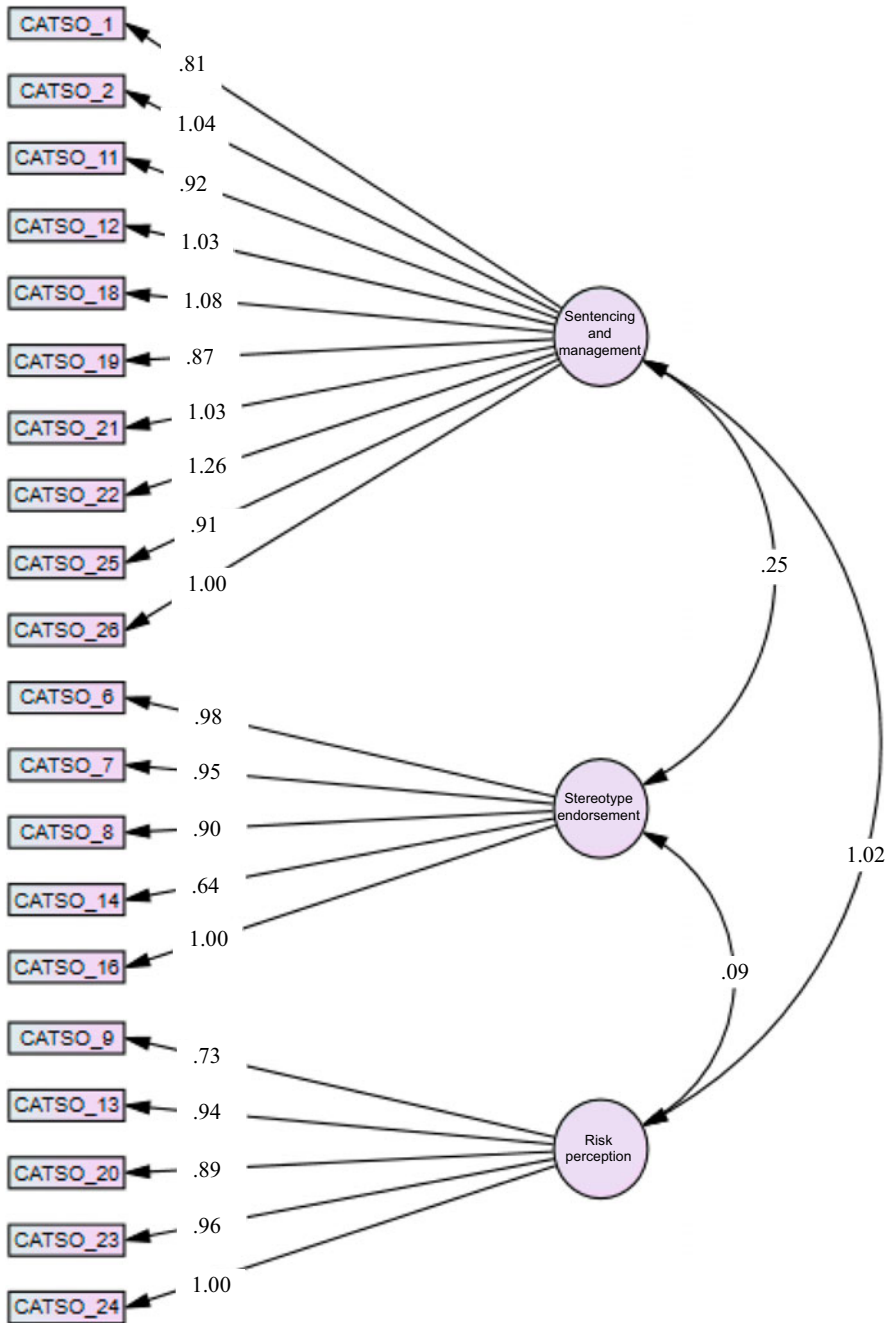 CATSO_1
.81
CATSO_2
1.04
CATSO_11
.92
CATSO_12
1.03
CATSO_18
1.08
CATSO_19
.87
CATSO_21
1.03
CATSO_22
1.26
CATSO_25
.91
CATSO_26
1.00
Sentencing
and
management
.25
CATSO_6
.98
CATSO_7
.95
CATSO_8
.90
CATSO_14
.64
CATSO_16
1.00
Stereotype
endorsement
1.02
.09
CATSO_9
.73
CATSO_13
.94
CATSO_20
.89
CATSO_23
.96
CATSO_24
1.00
Risk
perception